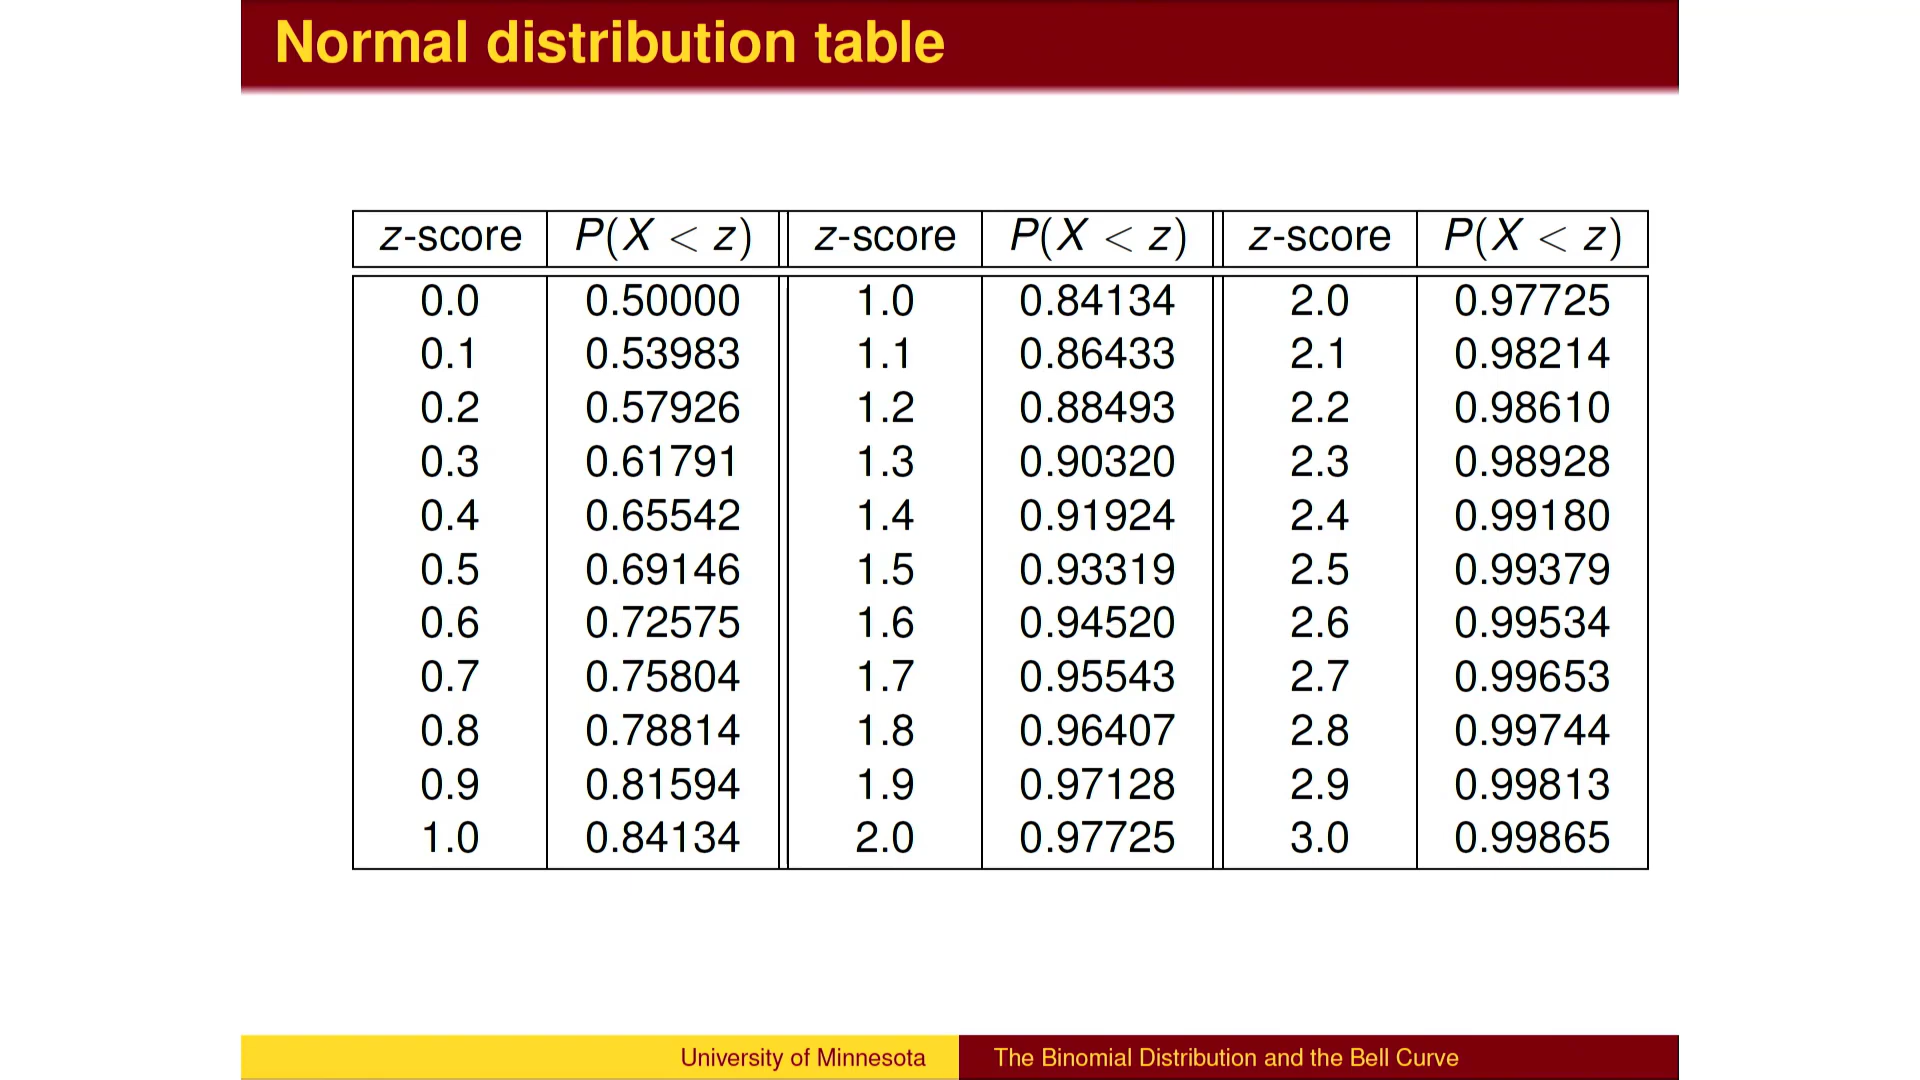 Normal distribution table
z-score P(X < z) z-score P(X < z) z-score P(X < z)
0.0 0.50000 1.0 0.84134 2.0 0.97725
0.1 0.53983 1.1 0.86433 2.1 0.98214
0.2 0.57926 1.2 0.88493 2.2 0.98610
0.3 0.61791 1.3 0.90320 2.3 0.98928
0.4 0.65542 1.4 0.91924 2.4 0.99180
0.5 0.69146 1.5 0.93319 2.5 0.99379
0.6 0.72575 1.6 0.94520 2.6 0.99534
0.7 0.75804 1.7 0.95543 2.7 0.99653
0.8 0.78814 1.8 0.96407 2.8 0.99744
0.9 0.81594 1.9 0.97128 2.9 0.99813
1.0 0.84134 2.0 0.97725 3.0 0.99865
University of Minnesota The Binomial Distribution and the Bell Curve